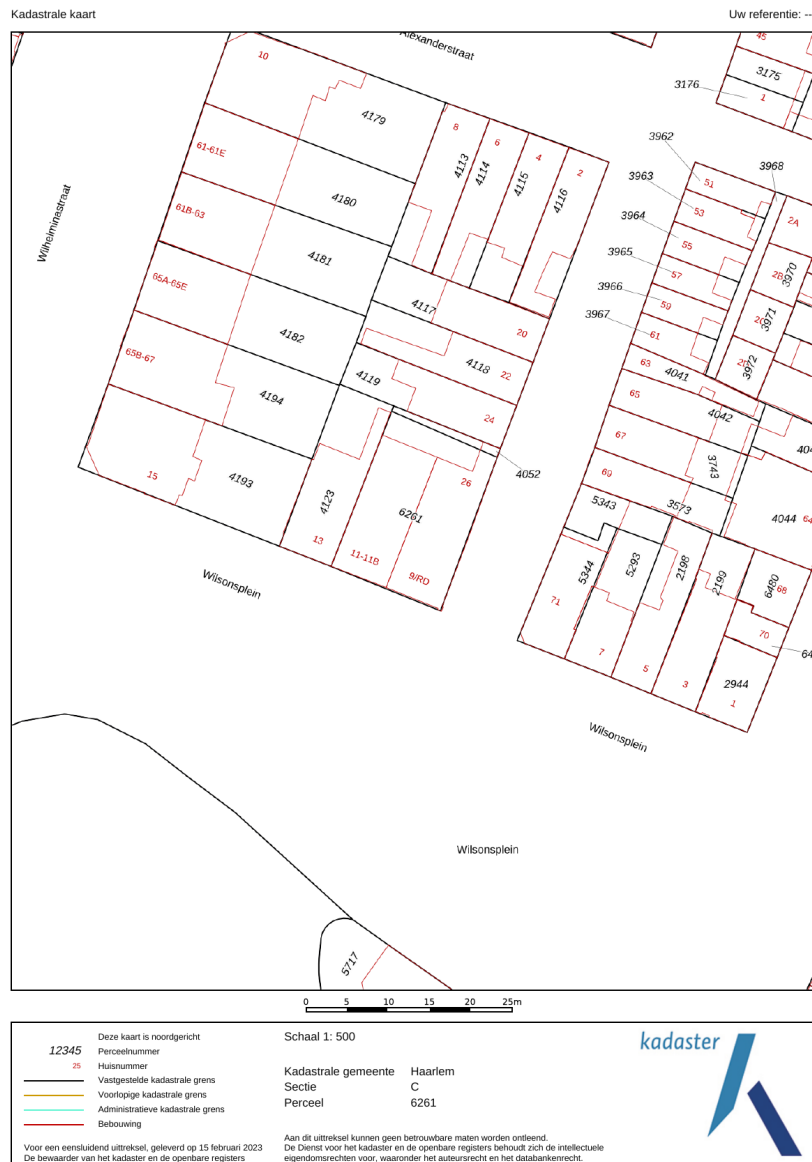 Kadastrale kaart
Uw referentie: --
Alexanderstraat
45
3175
3176
1
10
4179
8
6
4
2
4113
4114
4115
4116
3962
3968
51
3963
53
2A
3964
55
3965
57
2B
3970
3966
59
3967
61
2C
3971
63
4041
2D
3972
61-61E
4180
61B-63
4181
Wilhelminastraat
65A-65E
4182
65B-67
4194
4117
20
4118
22
4119
24
65
4042
67
69
3743
4052
26
15
4193
4123
6261
13
11-11B
9/RD
5343
3573
4044
64
5344
5293
2198
2199
6480
68
71
7
5
3
70
2944
1
Wilsonsplein
Wilsonsplein
Wilsonsplein
5717
0 5 10 15 20 25m
Deze kaart is noordgericht
12345 Perceelnummer
25 Huisnummer
Vastgestelde kadastrale grens
Voorlopige kadastrale grens
Administratieve kadastrale grens
Bebouwing
Voor een eensluidend uittreksel, geleverd op 15 februari 2023
De bewaarder van het kadaster en de openbare registers
Schaal 1: 500
Kadastrale gemeente Haarlem
Sectie C
Perceel 6261
Aan dit uittreksel kunnen geen betrouwbare maten worden ontleend.
De Dienst voor het kadaster en de openbare registers behoudt zich de intellectuele
eigendomsrechten voor, waaronder het auteursrecht en het databankenrecht.
kadaster